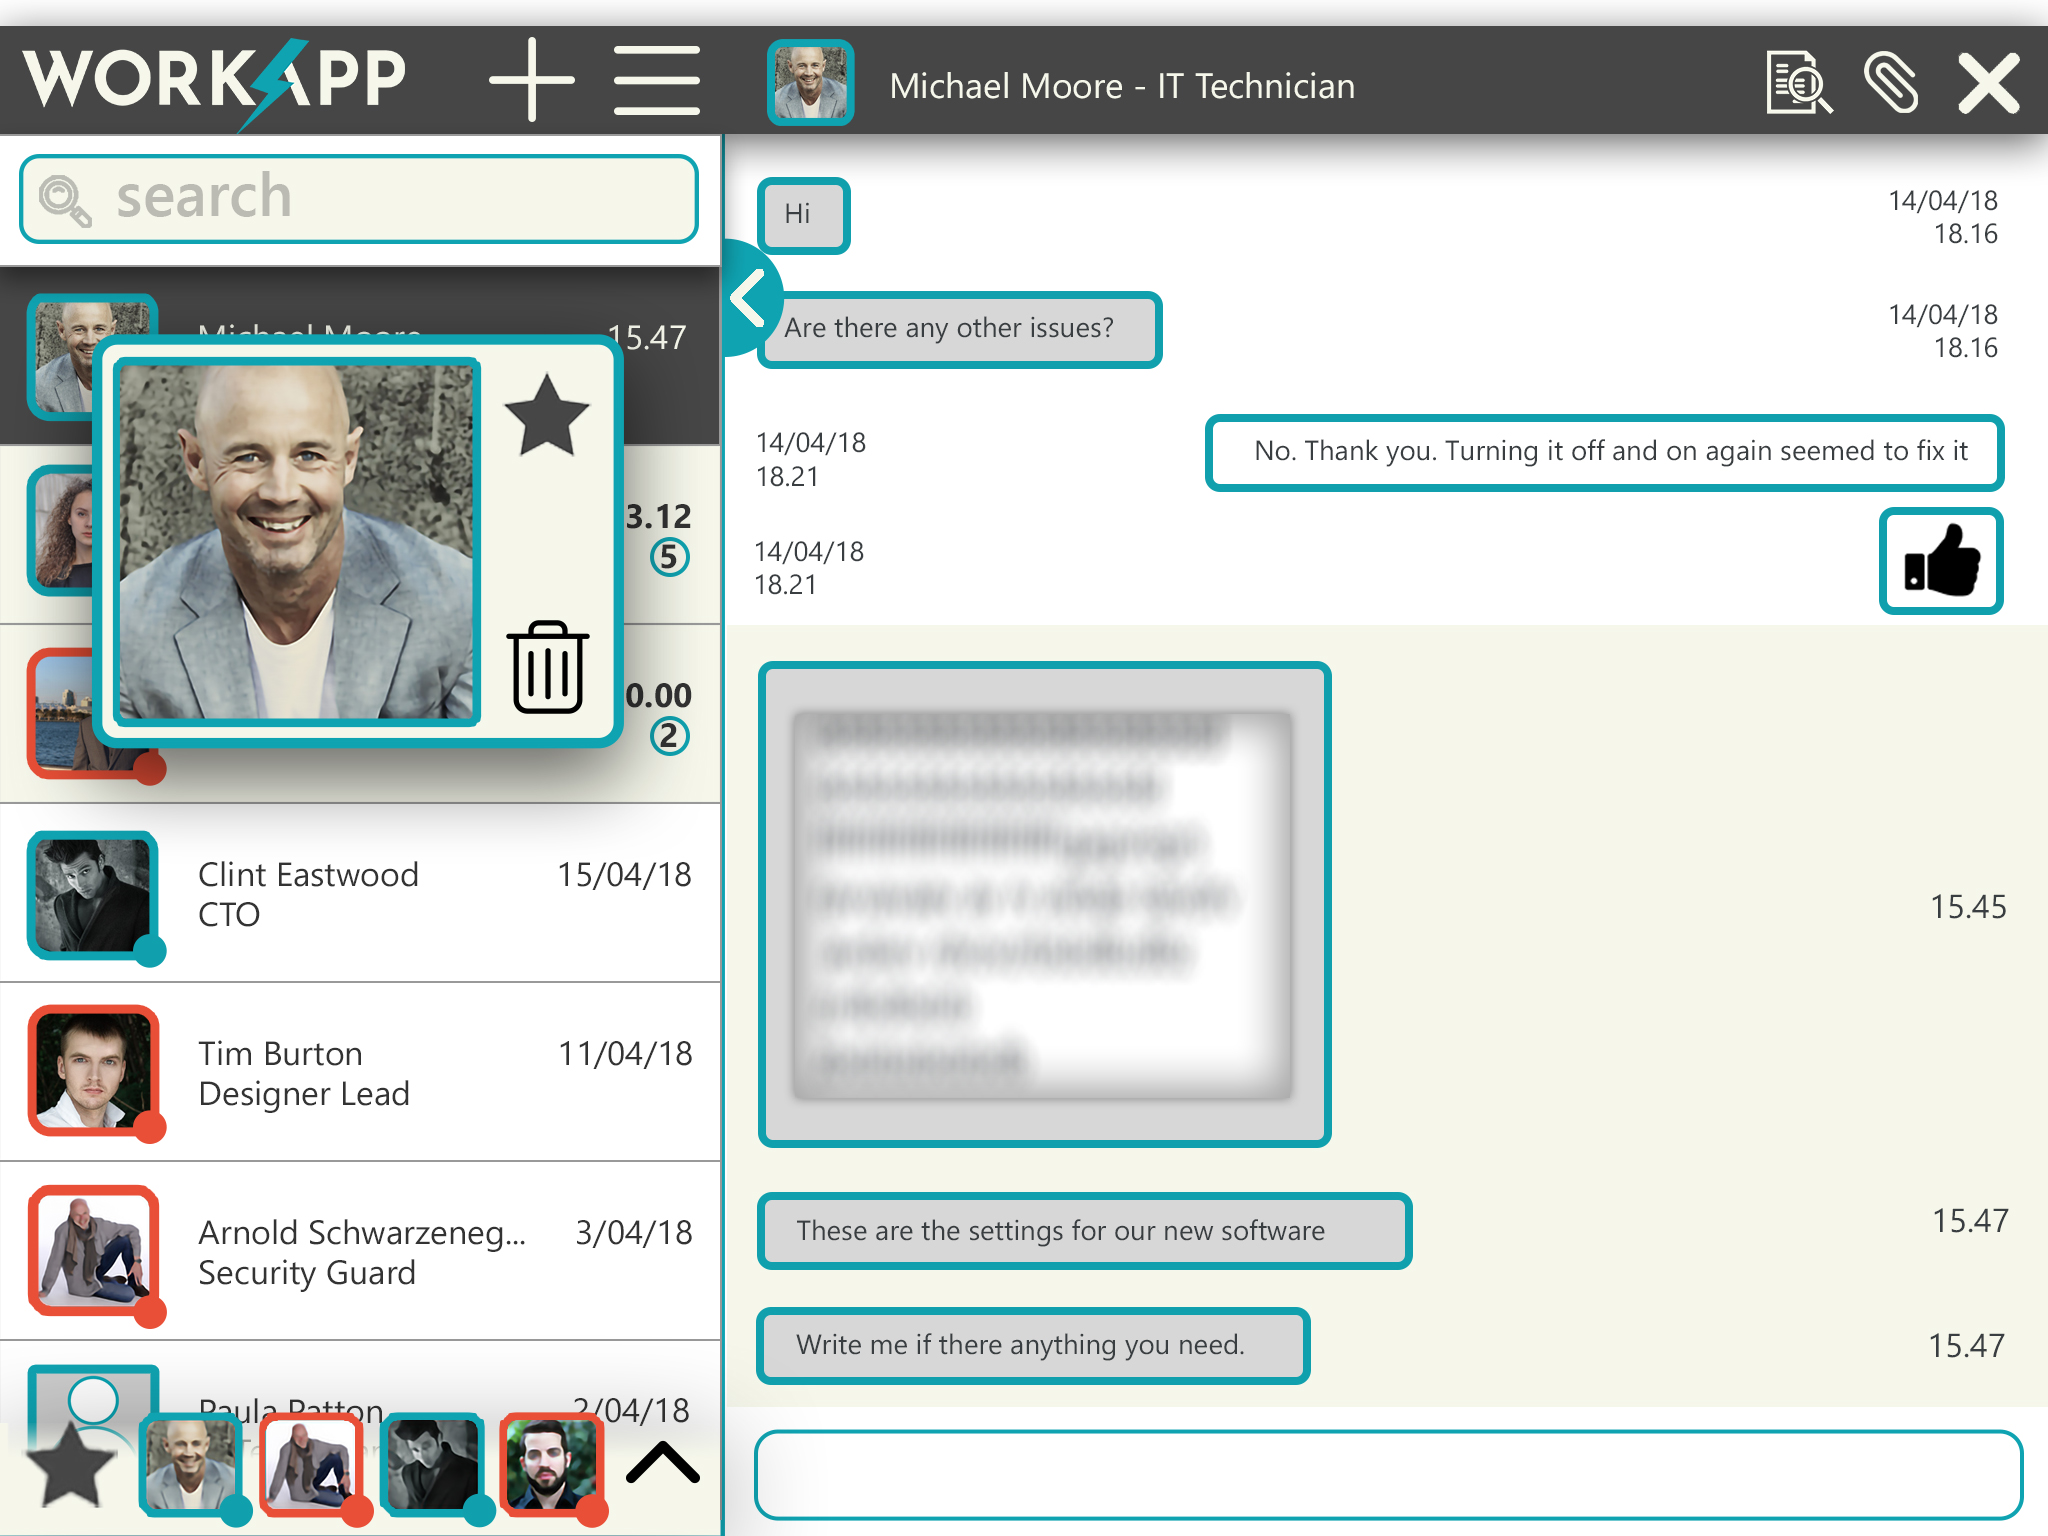 WORKAPP
Michael Moore - IT Technician
search
Michael Moore
15.47
3.12
5
0.00
2
Clint Eastwood
15/04/18
CTO
Tim Burton
11/04/18
Designer Lead
Arnold Schwarzeneg...
3/04/18
Security Guard
Paula Patton
2/04/18
Hi
14/04/18
18.16
Are there any other issues?
14/04/18
18.16
14/04/18
18.21
No. Thank you. Turning it off and on again seemed to fix it
14/04/18
18.21
15.45
These are the settings for our new software
15.47
Write me if there anything you need.
15.47